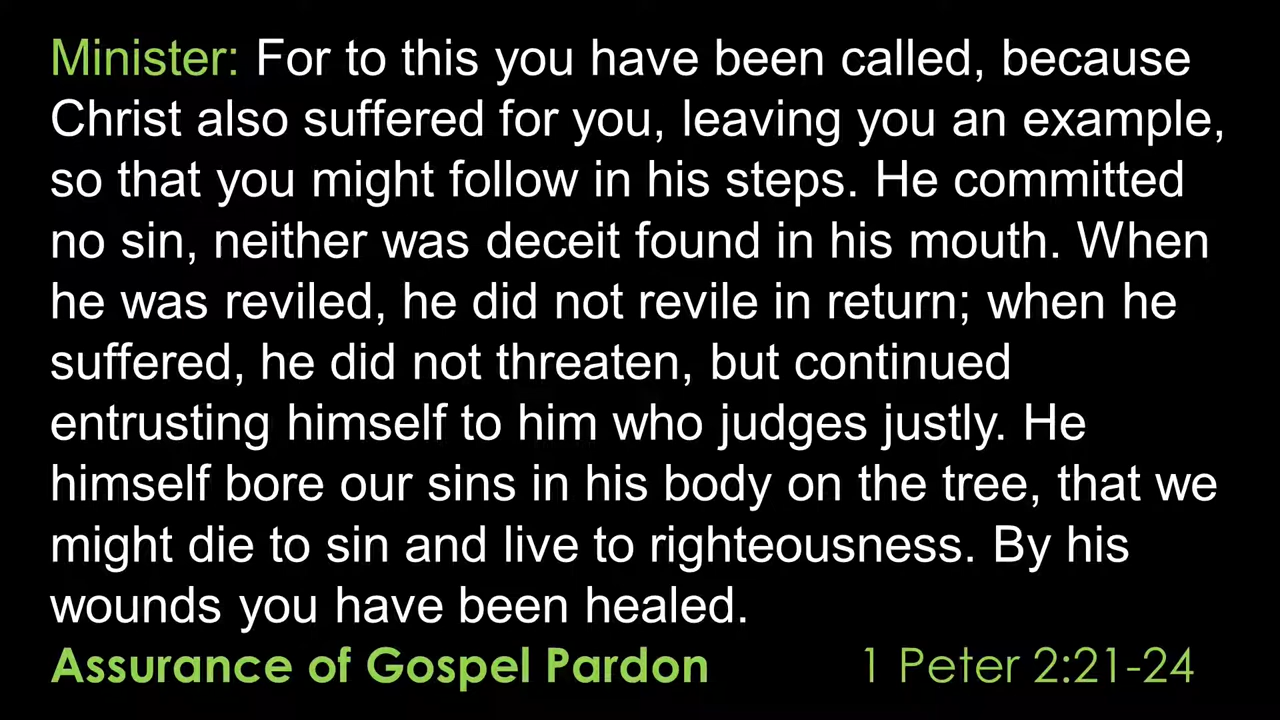 Minister: For to this you have been called, because
Christ also suffered for you, leaving you an example,
so that you might follow in his steps. He committed
no sin, neither was deceit found in his mouth. When
he was reviled, he did not revile in return; when he
suffered, he did not threaten, but continued
entrusting himself to him who judges justly. He
himself bore our sins in his body on the tree, that we
might die to sin and live to righteousness. By his
wounds you have been healed.
Assurance of Gospel Pardon 1 Peter 2:21-24